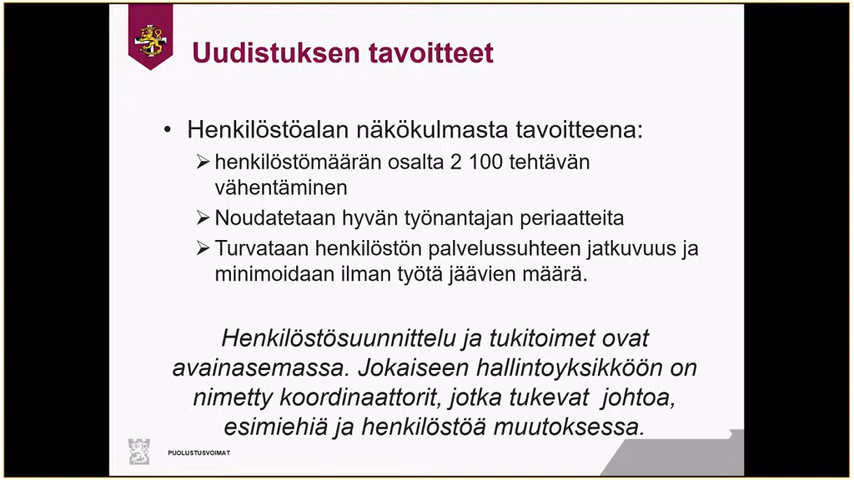 Uudistuksen tavoitteet
• Henkilöstöalan näkökulmasta tavoitteena:
➢ henkilöstömäärän osalta 2 100 tehtävän
vähentäminen
➢ Noudatetaan hyvän työnantajan periaatteita
➢ Turvataan henkilöstön palvelussuhteen jatkuvuus ja
minimoidaan ilman työtä jäävien määrä.
Henkilöstösuunnittelu ja tukitoimet ovat
avainasemassa. Jokaiseen hallintoyksikköön on
nimetty koordinaattorit, jotka tukevat johtoa,
esimiehiä ja henkilöstöä muutoksessa.
PUOLUSTUSVOIMAT